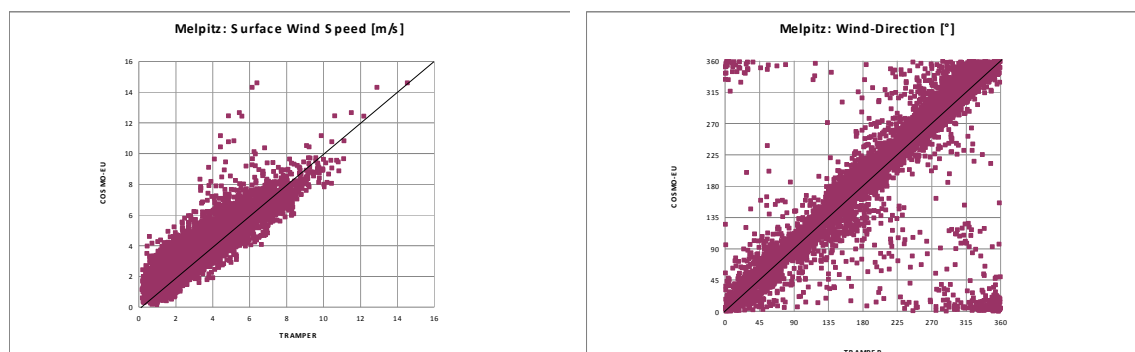 Melpitz: Surface Wind Speed [m/s]
16
14
12
10
8
6
4
2
0
COSMO-EU
0 2 4 6 8 10 12 14 16
TRAMPER
Melpitz: Wind-Direction [°]
360
315
270
225
180
135
90
45
0
COSMO-EU
0 45 90 135 180 225 270 315 360
TRAMPER